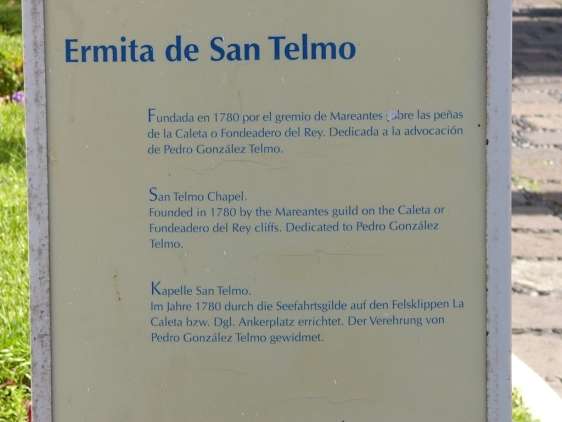 Ermita de San Telmo
Fundada en 1780 por el gremio de Mareantes sobre las peñas
de la Caleta o Fondeadero del Rey. Dedicada a la advocación
de Pedro González Telmo.
San Telmo Chapel.
Founded in 1780 by the Mareantes guild on the Caleta or
Fondeadero del Rey cliffs. Dedicated to Pedro González
Telmo.
Kapelle San Telmo.
Im Jahre 1780 durch die Seefahrtsgilde auf den Felsklippen La
Caleta bzw. Dgl. Ankerplatz errichtet. Der Verehrung von
Pedro González Telmo gewidmet.